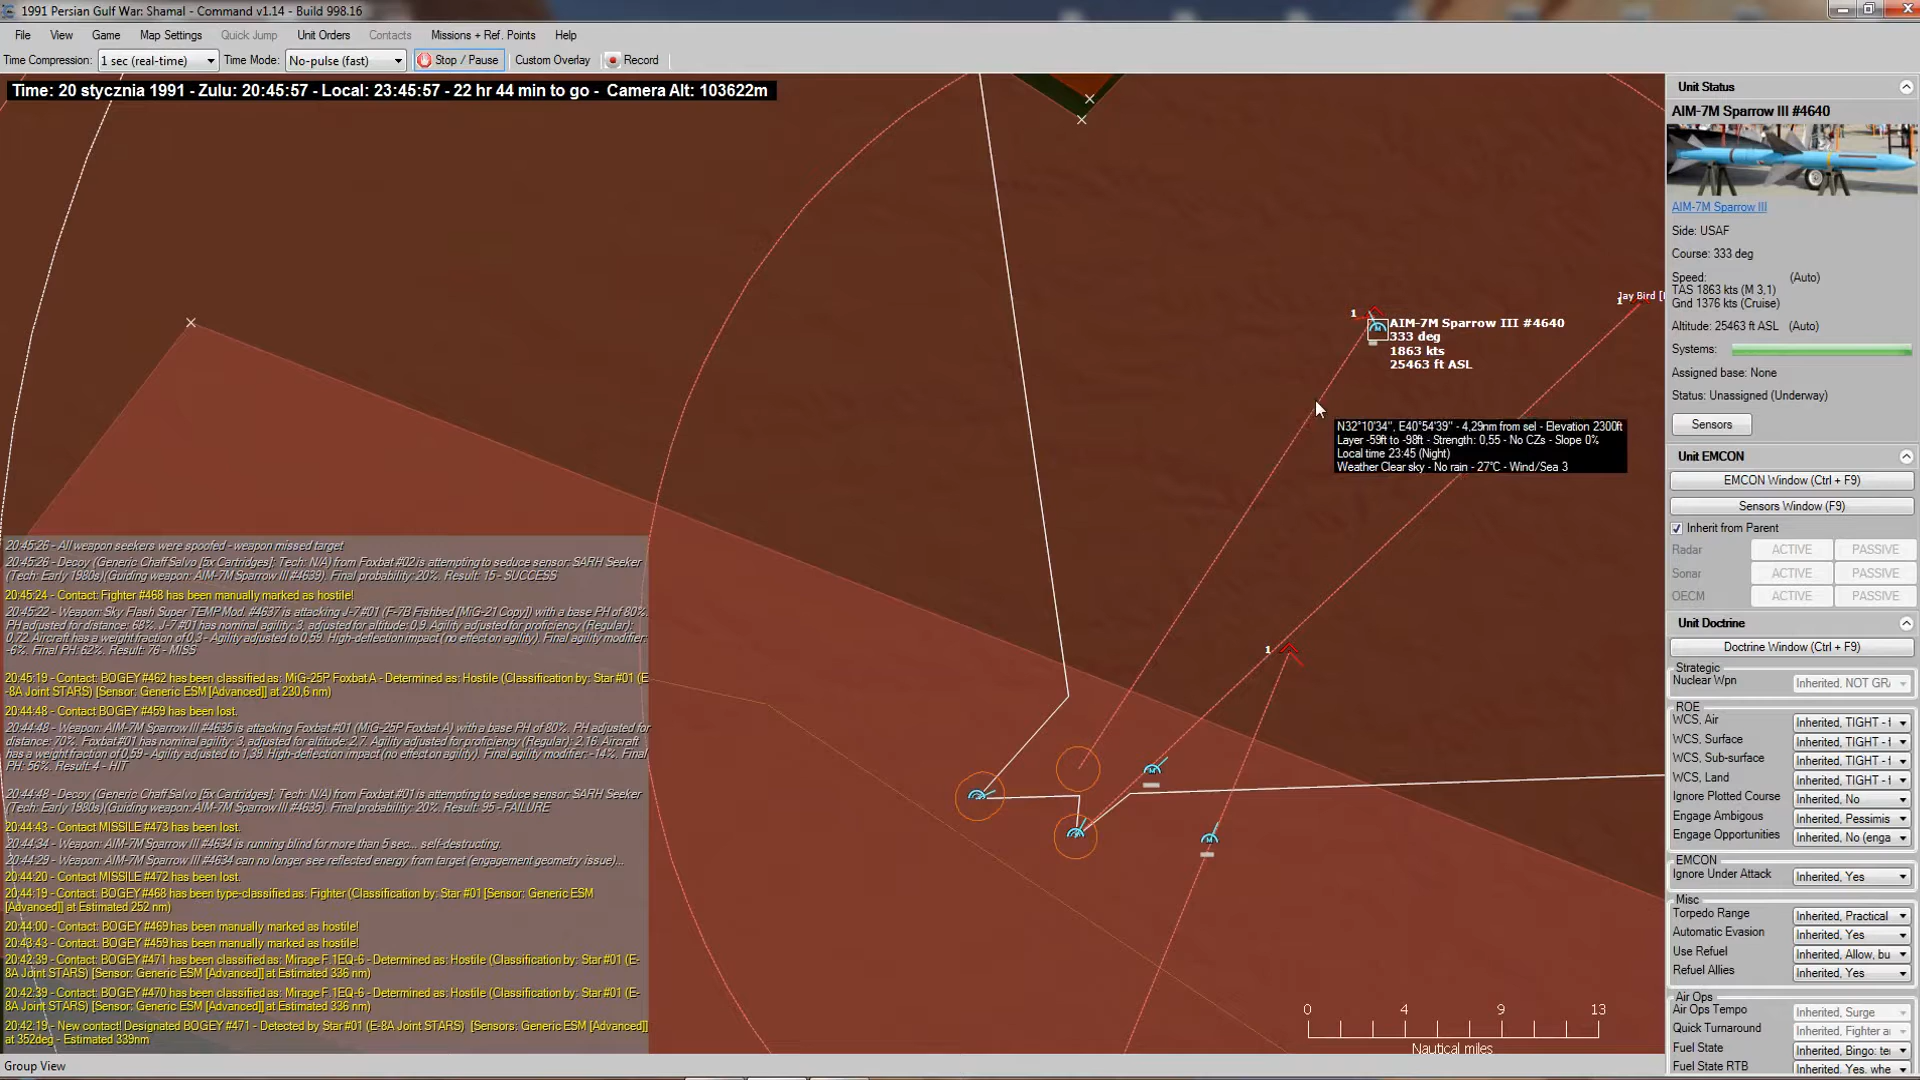 1991 Persian Gulf War: Shamal - Command v1.14 - Build 998.16
File View Game Map Settings Quick Jump Unit Orders Contacts Missions + Ref. Points Help
Time Compression: 1 sec (real-time) Time Mode: No-pulse (fast) Stop / Pause Custom Overlay Record
Time: 20 stycznia 1991 - Zulu: 20:45:57 - Local: 23:45:57 - 22 hr 44 min to go - Camera Alt: 103622m
1
Jay Bird
1
AIM-7M Sparrow III #4640
333 deg
1863 kts
25463 ft ASL
N32°10'34", E40°54'39" - 4,29nm from sel - Elevation 2300ft
Layer -59ft to -98ft - Strength: 0,55 - No CZs - Slope 0%
Local time 23:45 (Night)
Weather Clear sky - No rain - 27°C - Wind/Sea 3
1
20:45:26 - All weapon seekers were spoofed - weapon missed target
20:45:26 - Decoy (Generic Chaff Salvo [5x Cartridges]; Tech: N/A) from Foxbat #02 is attempting to seduce sensor: SARH Seeker
(Tech: Early 1980s)(Guiding weapon: AIM-7M Sparrow III #4639). Final probability: 20%. Result: 15 - SUCCESS
20:45:24 - Contact: Fighter #468 has been manually marked as hostile!
20:45:22 - Weapon: Sky Flash Super TEMP Mod. #4637 is attacking J-7 #01 (F-7B Fishbed [MiG-21 Copy]) with a base PH of 80%.
PH adjusted for distance: 68%. J-7 #01 has nominal agility: 3, adjusted for altitude: 0,9. Agility adjusted for proficiency (Regular):
0,72. Aircraft has a weight fraction of 0,3 - Agility adjusted to 0,59. High-deflection impact (no effect on agility). Final agility modifier:
-6%. Final PH: 62%. Result: 76 - MISS
20:45:19 - Contact: BOGEY #462 has been classified as: MiG-25P Foxbat A - Determined as: Hostile (Classification by: Star #01 (E
-8A Joint STARS) [Sensor: Generic ESM [Advanced]] at 230,6 nm)
20:44:48 - Contact BOGEY #459 has been lost.
20:44:48 - Weapon: AIM-7M Sparrow III #4635 is attacking Foxbat #01 (MiG-25P Foxbat A) with a base PH of 80%. PH adjusted for
distance: 70%. Foxbat #01 has nominal agility: 3, adjusted for altitude: 2,7. Agility adjusted for proficiency (Regular): 2,16. Aircraft
has a weight fraction of 0,59 - Agility adjusted to 1,39. High-deflection impact (no effect on agility). Final agility modifier: -14%. Final
PH: 56%. Result: 4 - HIT
20:44:48 - Decoy (Generic Chaff Salvo [5x Cartridges]; Tech: N/A) from Foxbat #01 is attempting to seduce sensor: SARH Seeker
(Tech: Early 1980s)(Guiding weapon: AIM-7M Sparrow III #4635). Final probability: 20%. Result: 95 - FAILURE
20:44:43 - Contact MISSILE #473 has been lost.
20:44:34 - Weapon: AIM-7M Sparrow III #4634 is running blind for more than 5 sec... self-destructing.
20:44:29 - Weapon: AIM-7M Sparrow III #4634 can no longer see reflected energy from target (engagement geometry issue)...
20:44:20 - Contact MISSILE #472 has been lost.
20:44:19 - Contact: BOGEY #468 has been type-classified as: Fighter (Classification by: Star #01 [Sensor: Generic ESM
[Advanced]] at Estimated 252 nm)
20:44:00 - Contact: BOGEY #469 has been manually marked as hostile!
20:43:43 - Contact: BOGEY #459 has been manually marked as hostile!
20:42:39 - Contact: BOGEY #471 has been classified as: Mirage F.1EQ-6 - Determined as: Hostile (Classification by: Star #01 (E-
8A Joint STARS) [Sensor: Generic ESM [Advanced]] at Estimated 336 nm)
20:42:39 - Contact: BOGEY #470 has been classified as: Mirage F.1EQ-6 - Determined as: Hostile (Classification by: Star #01 (E-
8A Joint STARS) [Sensor: Generic ESM [Advanced]] at Estimated 336 nm)
20:42:19 - New contact! Designated BOGEY #471 - Detected by Star #01 (E-8A Joint STARS) [Sensors: Generic ESM [Advanced]]
at 352deg - Estimated 339nm
0 4 9 13
Nautical miles
Group View
Unit Status
AIM-7M Sparrow III #4640
AIM-7M Sparrow III
Side: USAF
Course: 333 deg
Speed: (Auto)
TAS 1863 kts (M 3,1)
Gnd 1376 kts (Cruise)
Altitude: 25463 ft ASL (Auto)
Systems:
Assigned base: None
Status: Unassigned (Underway)
Sensors
Unit EMCON
EMCON Window (Ctrl + F9)
Sensors Window (F9)
Inherit from Parent
Radar ACTIVE PASSIVE
Sonar ACTIVE PASSIVE
OECM ACTIVE PASSIVE
Unit Doctrine
Doctrine Window (Ctrl + F9)
Strategic
Nuclear Wpn Inherited, NOT GR
ROE
WCS, Air Inherited, TIGHT - f
WCS, Surface Inherited, TIGHT - f
WCS, Sub-surface Inherited, TIGHT - f
WCS, Land Inherited, TIGHT - f
Ignore Plotted Course Inherited, No
Engage Ambiguous Inherited, Pessimis
Engage Opportunities Inherited, No (enga
EMCON
Ignore Under Attack Inherited, Yes
Misc
Torpedo Range Inherited, Practical
Automatic Evasion Inherited, Yes
Use Refuel Inherited, Allow, bu
Refuel Allies Inherited, Yes
Air Ops
Air Ops Tempo Inherited, Surge
Quick Turnaround Inherited, Fighter a
Fuel State Inherited, Bingo: te
Fuel State RTB Inherited, Yes, whe